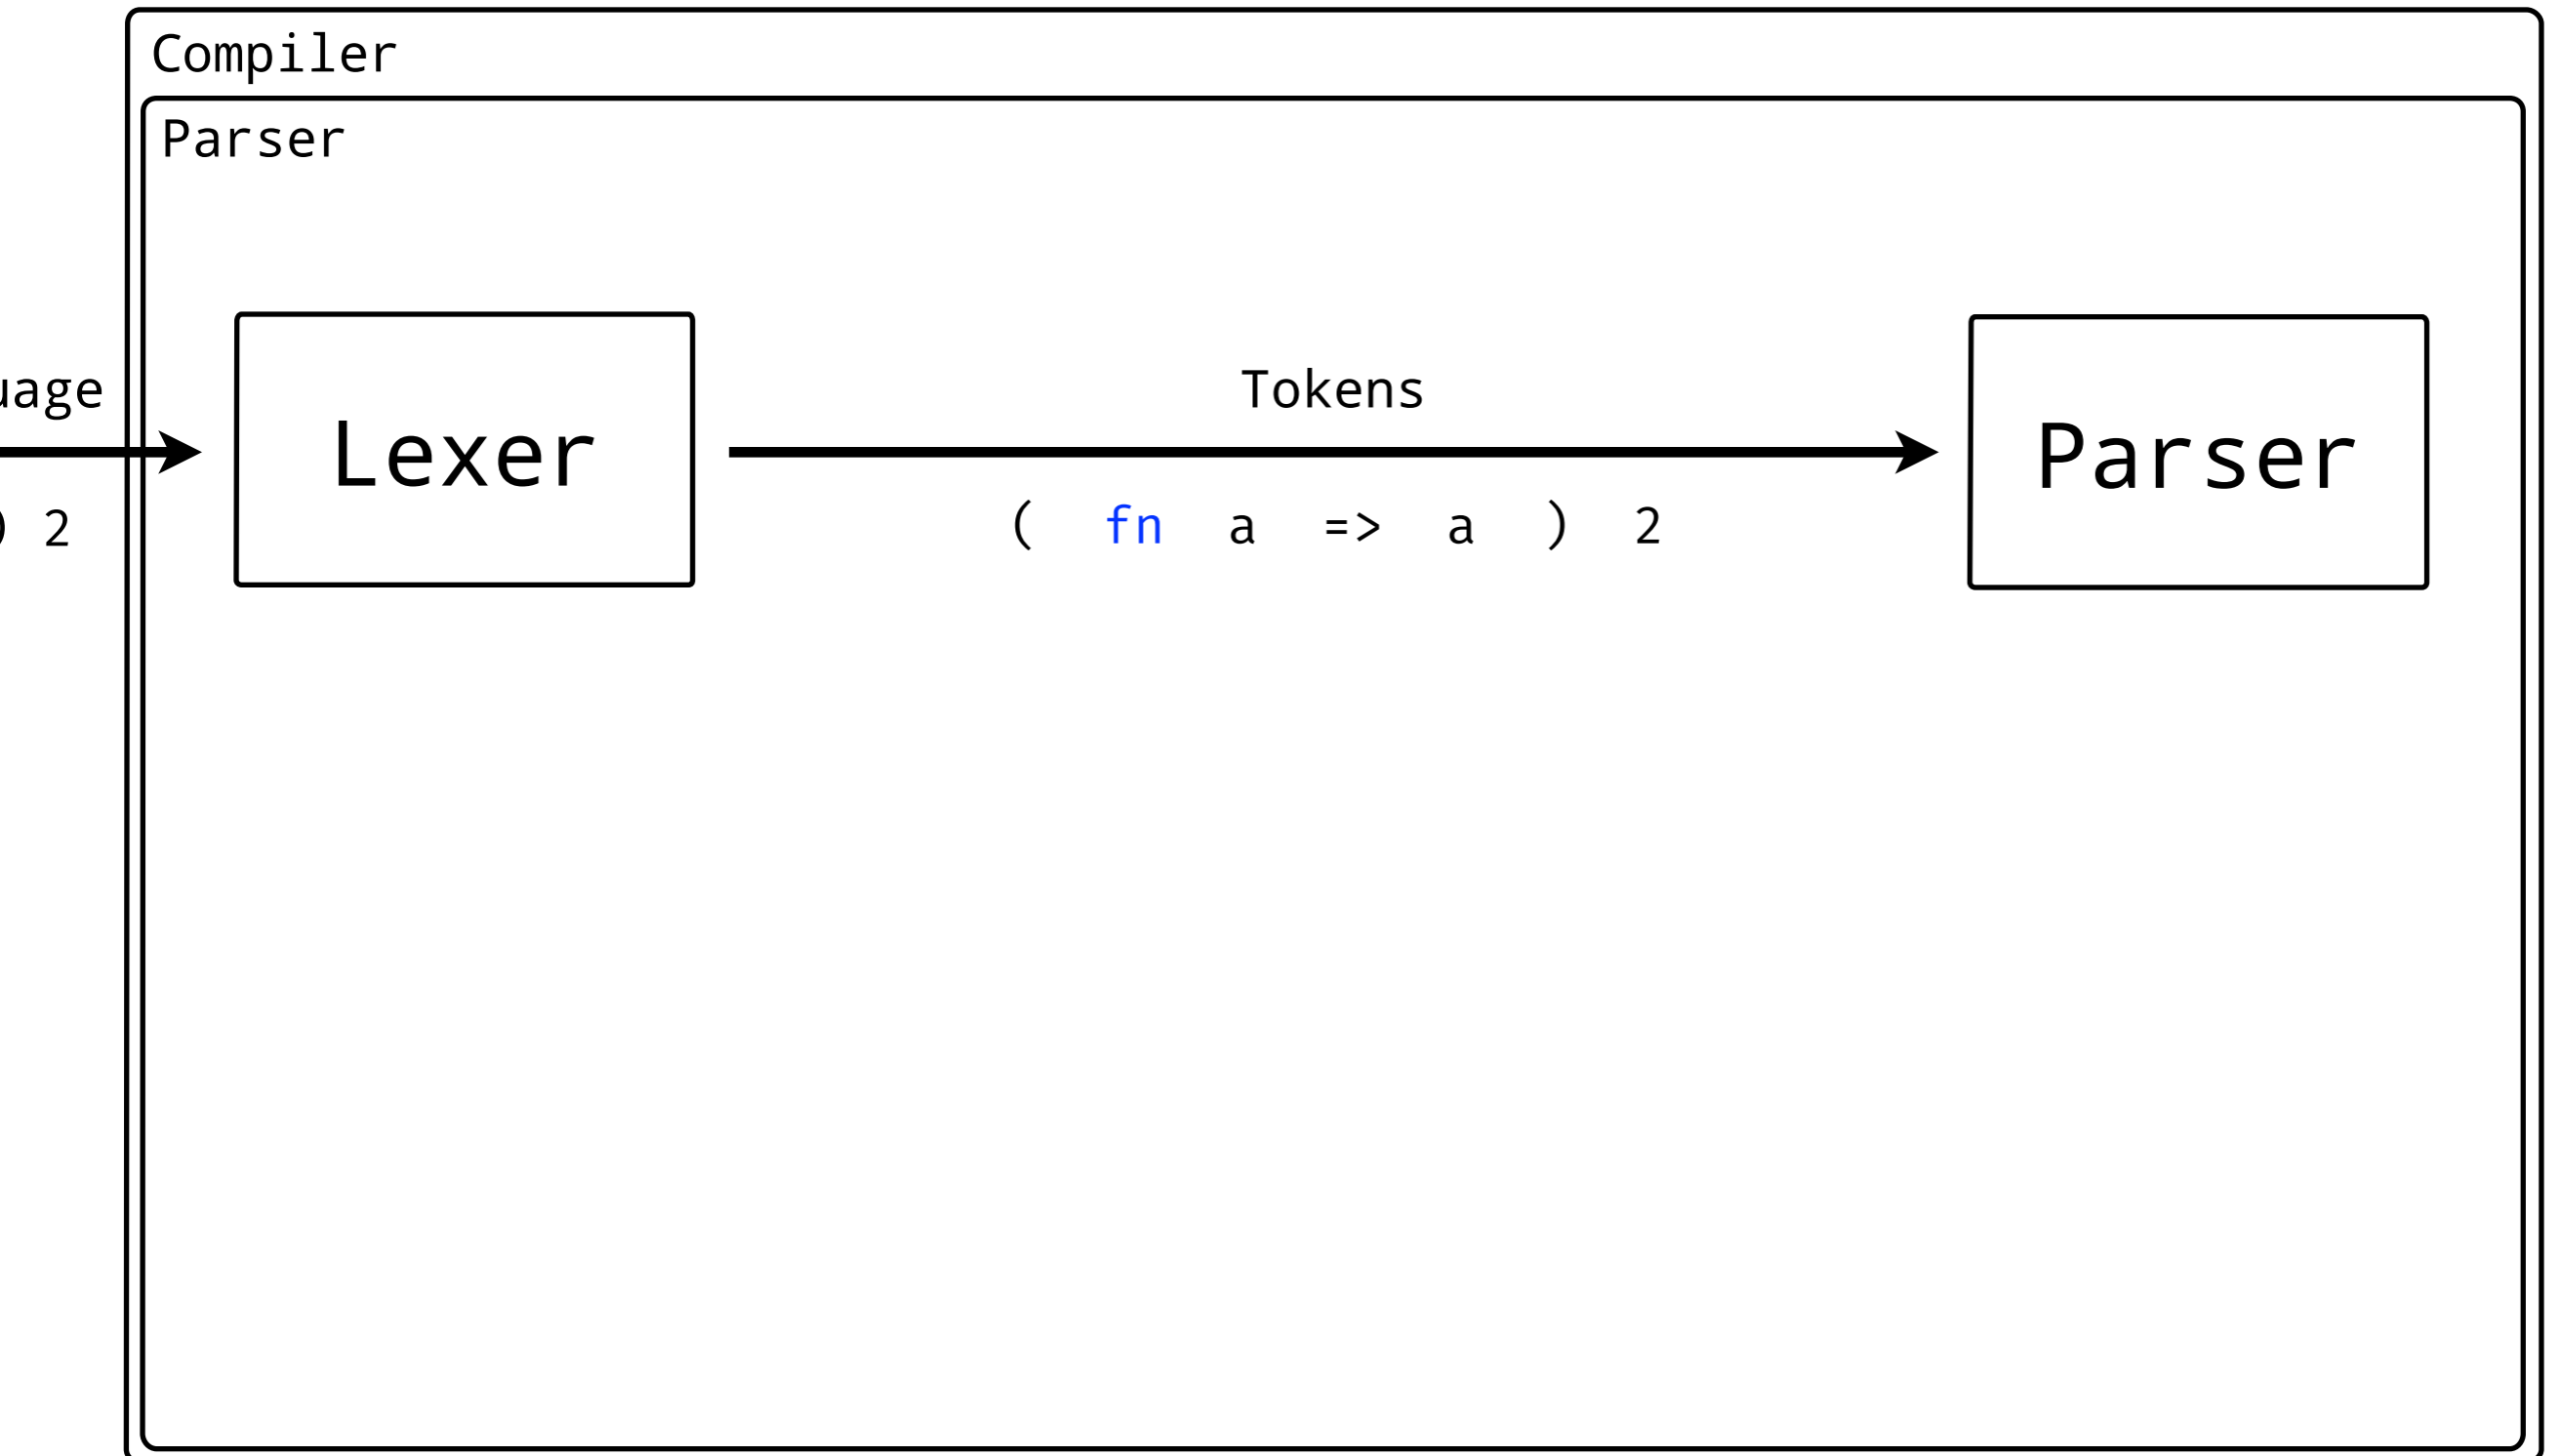 Compiler
Parser
uage
Tokens
Lexer
Parser
) 2
( fn a => a ) 2